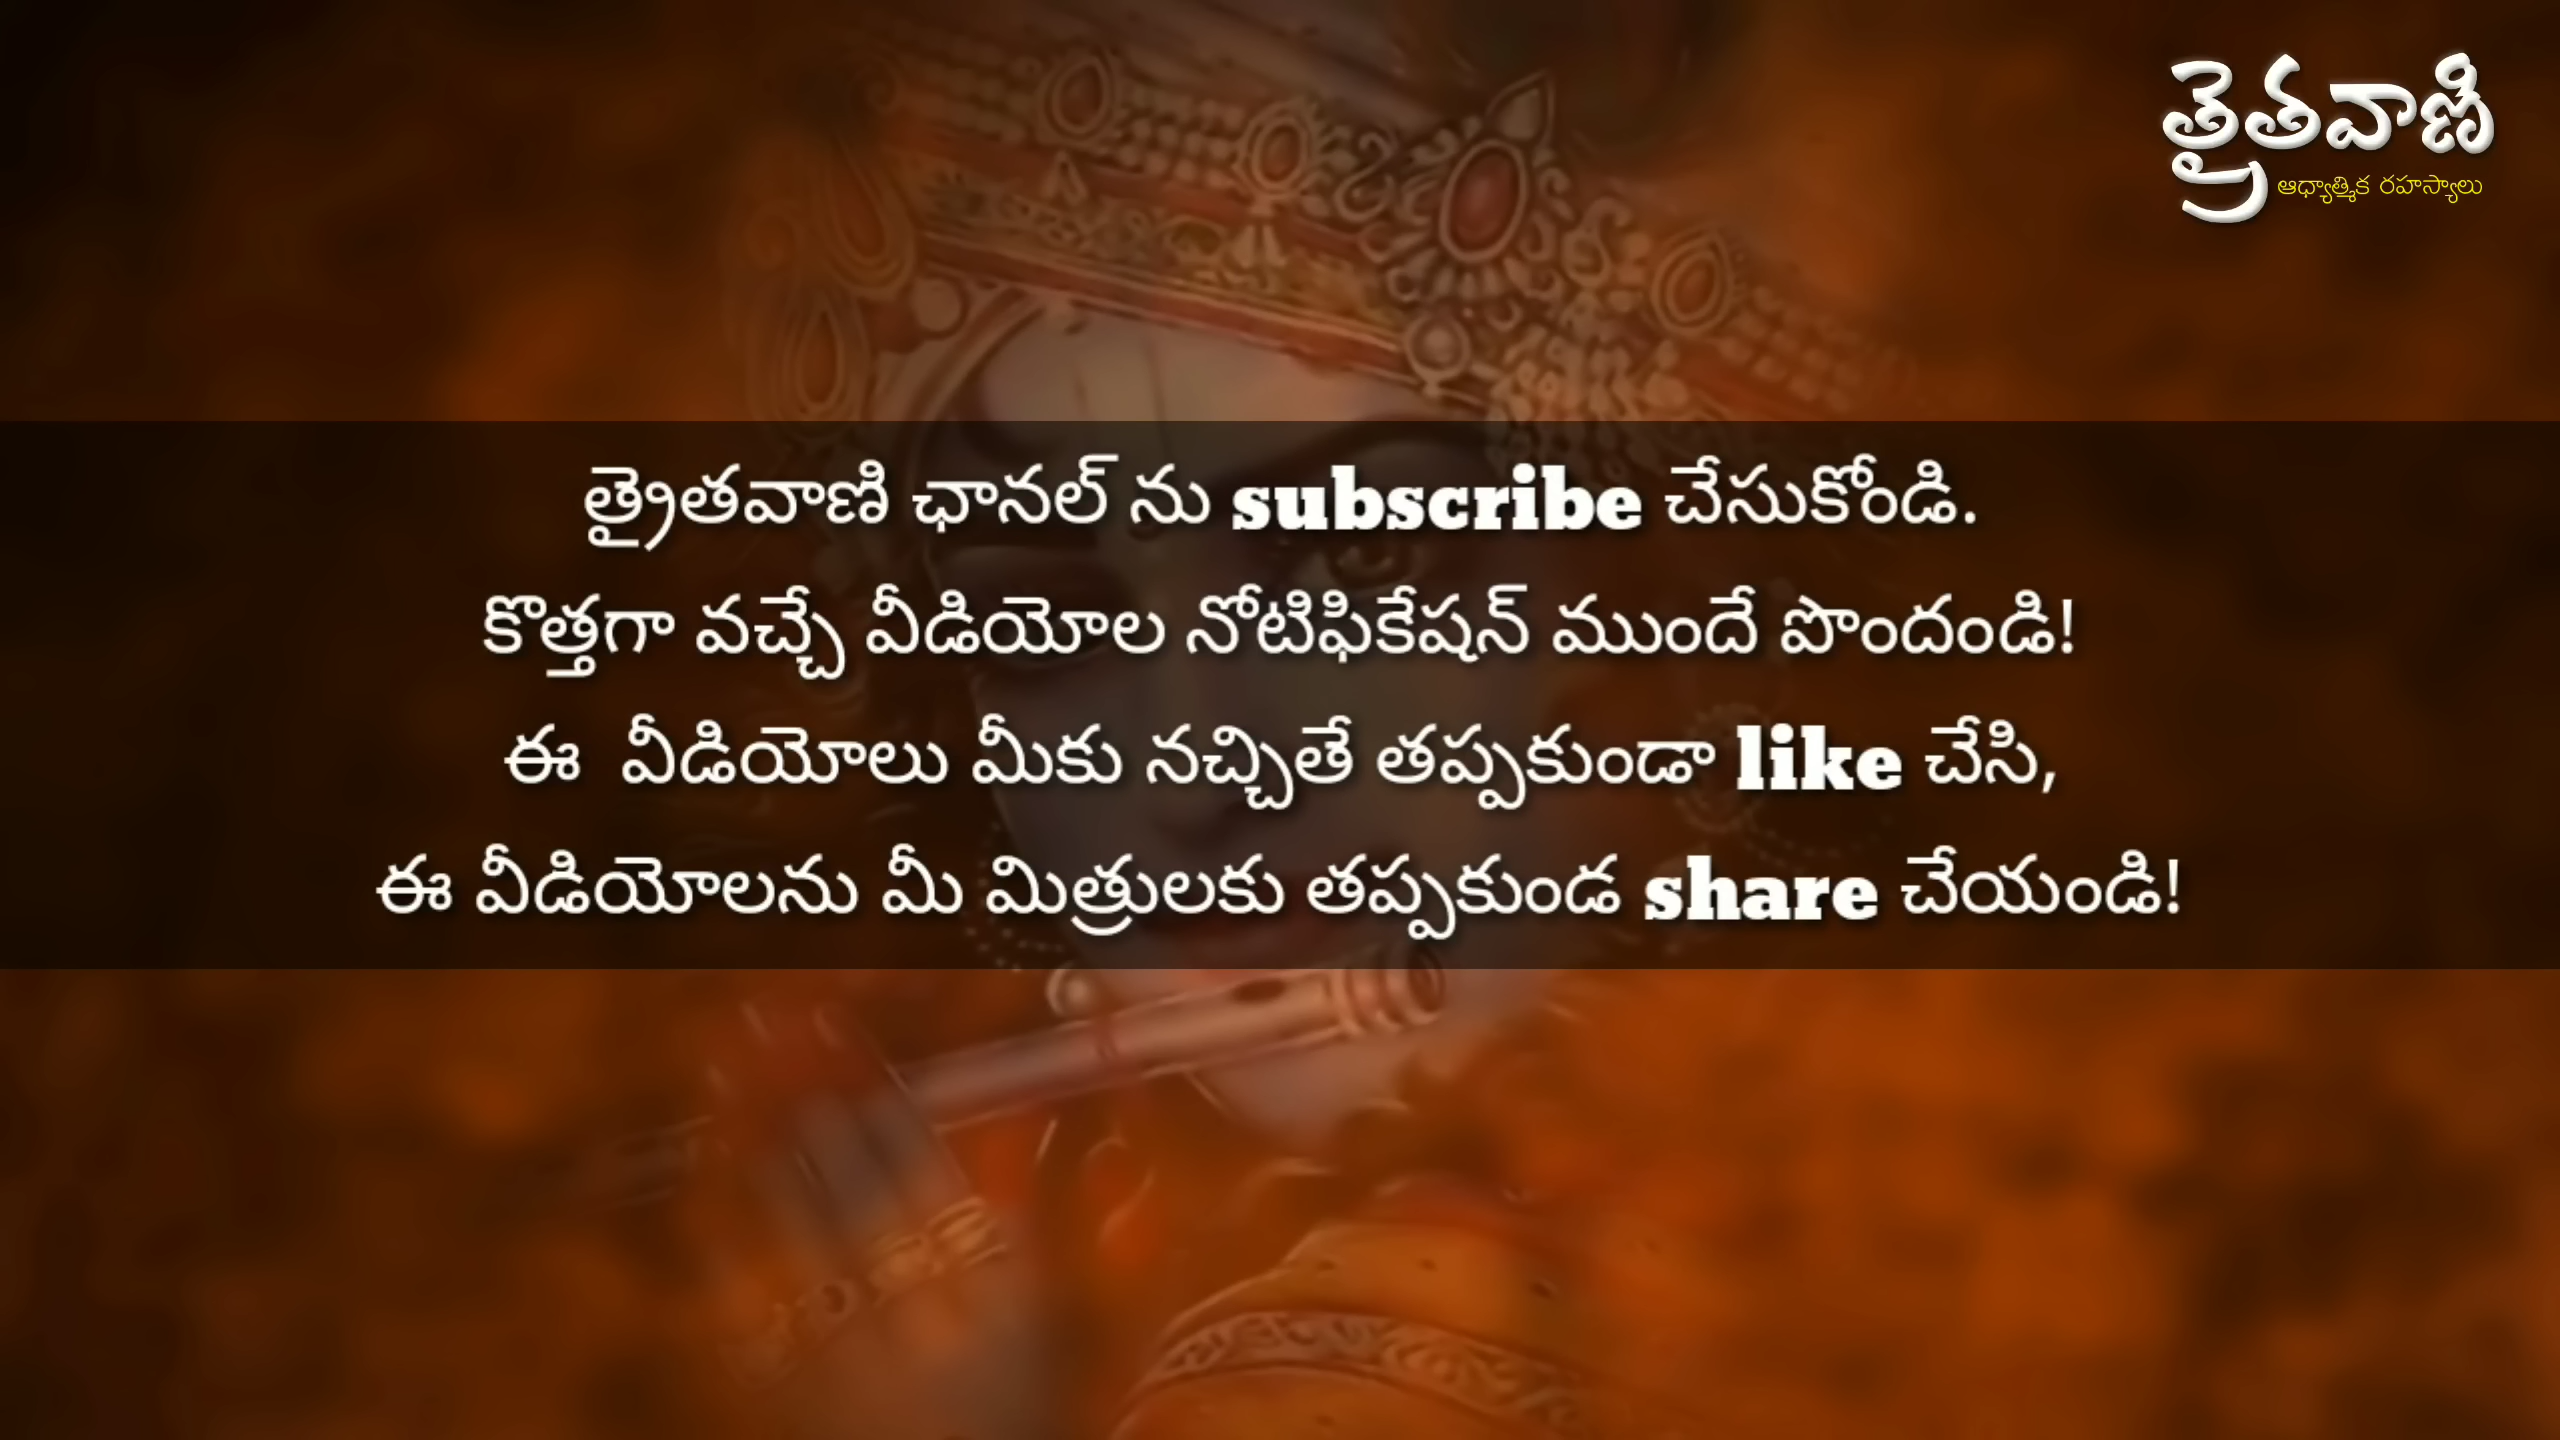 త్రైతవాణి
ఆధ్యాత్మిక రహస్యాలు
త్రైతవాణి ఛానల్ ను subscribe చేసుకోండి.
కొత్తగా వచ్చే వీడియోల నోటిఫికేషన్ ముందే పొందండి!
ఈ వీడియోలు మీకు నచ్చితే తప్పకుండా like చేసి,
ఈ వీడియోలను మీ మిత్రులకు తప్పకుండ share చేయండి!